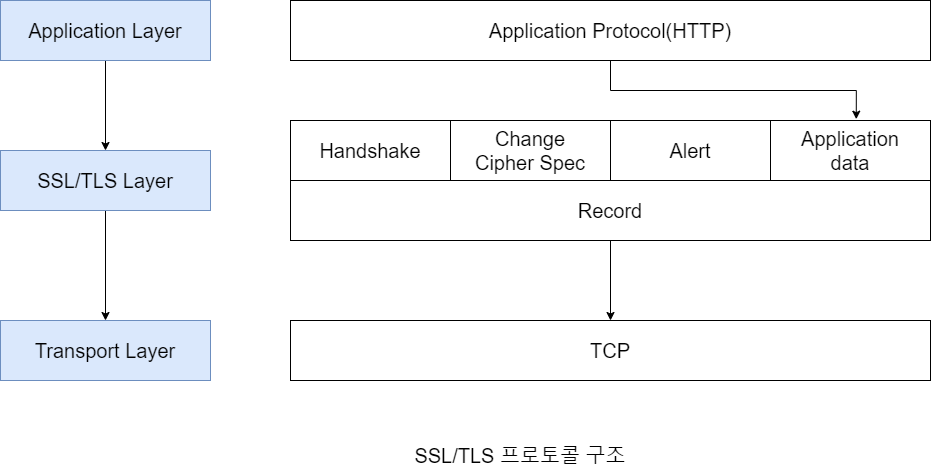 Application Layer
Application Protocol(HTTP)
SSL/TLS Layer
Handshake
Change
Cipher Spec
Alert
Application
data
Record
Transport Layer
TCP
SSL/TLS 프로토콜 구조